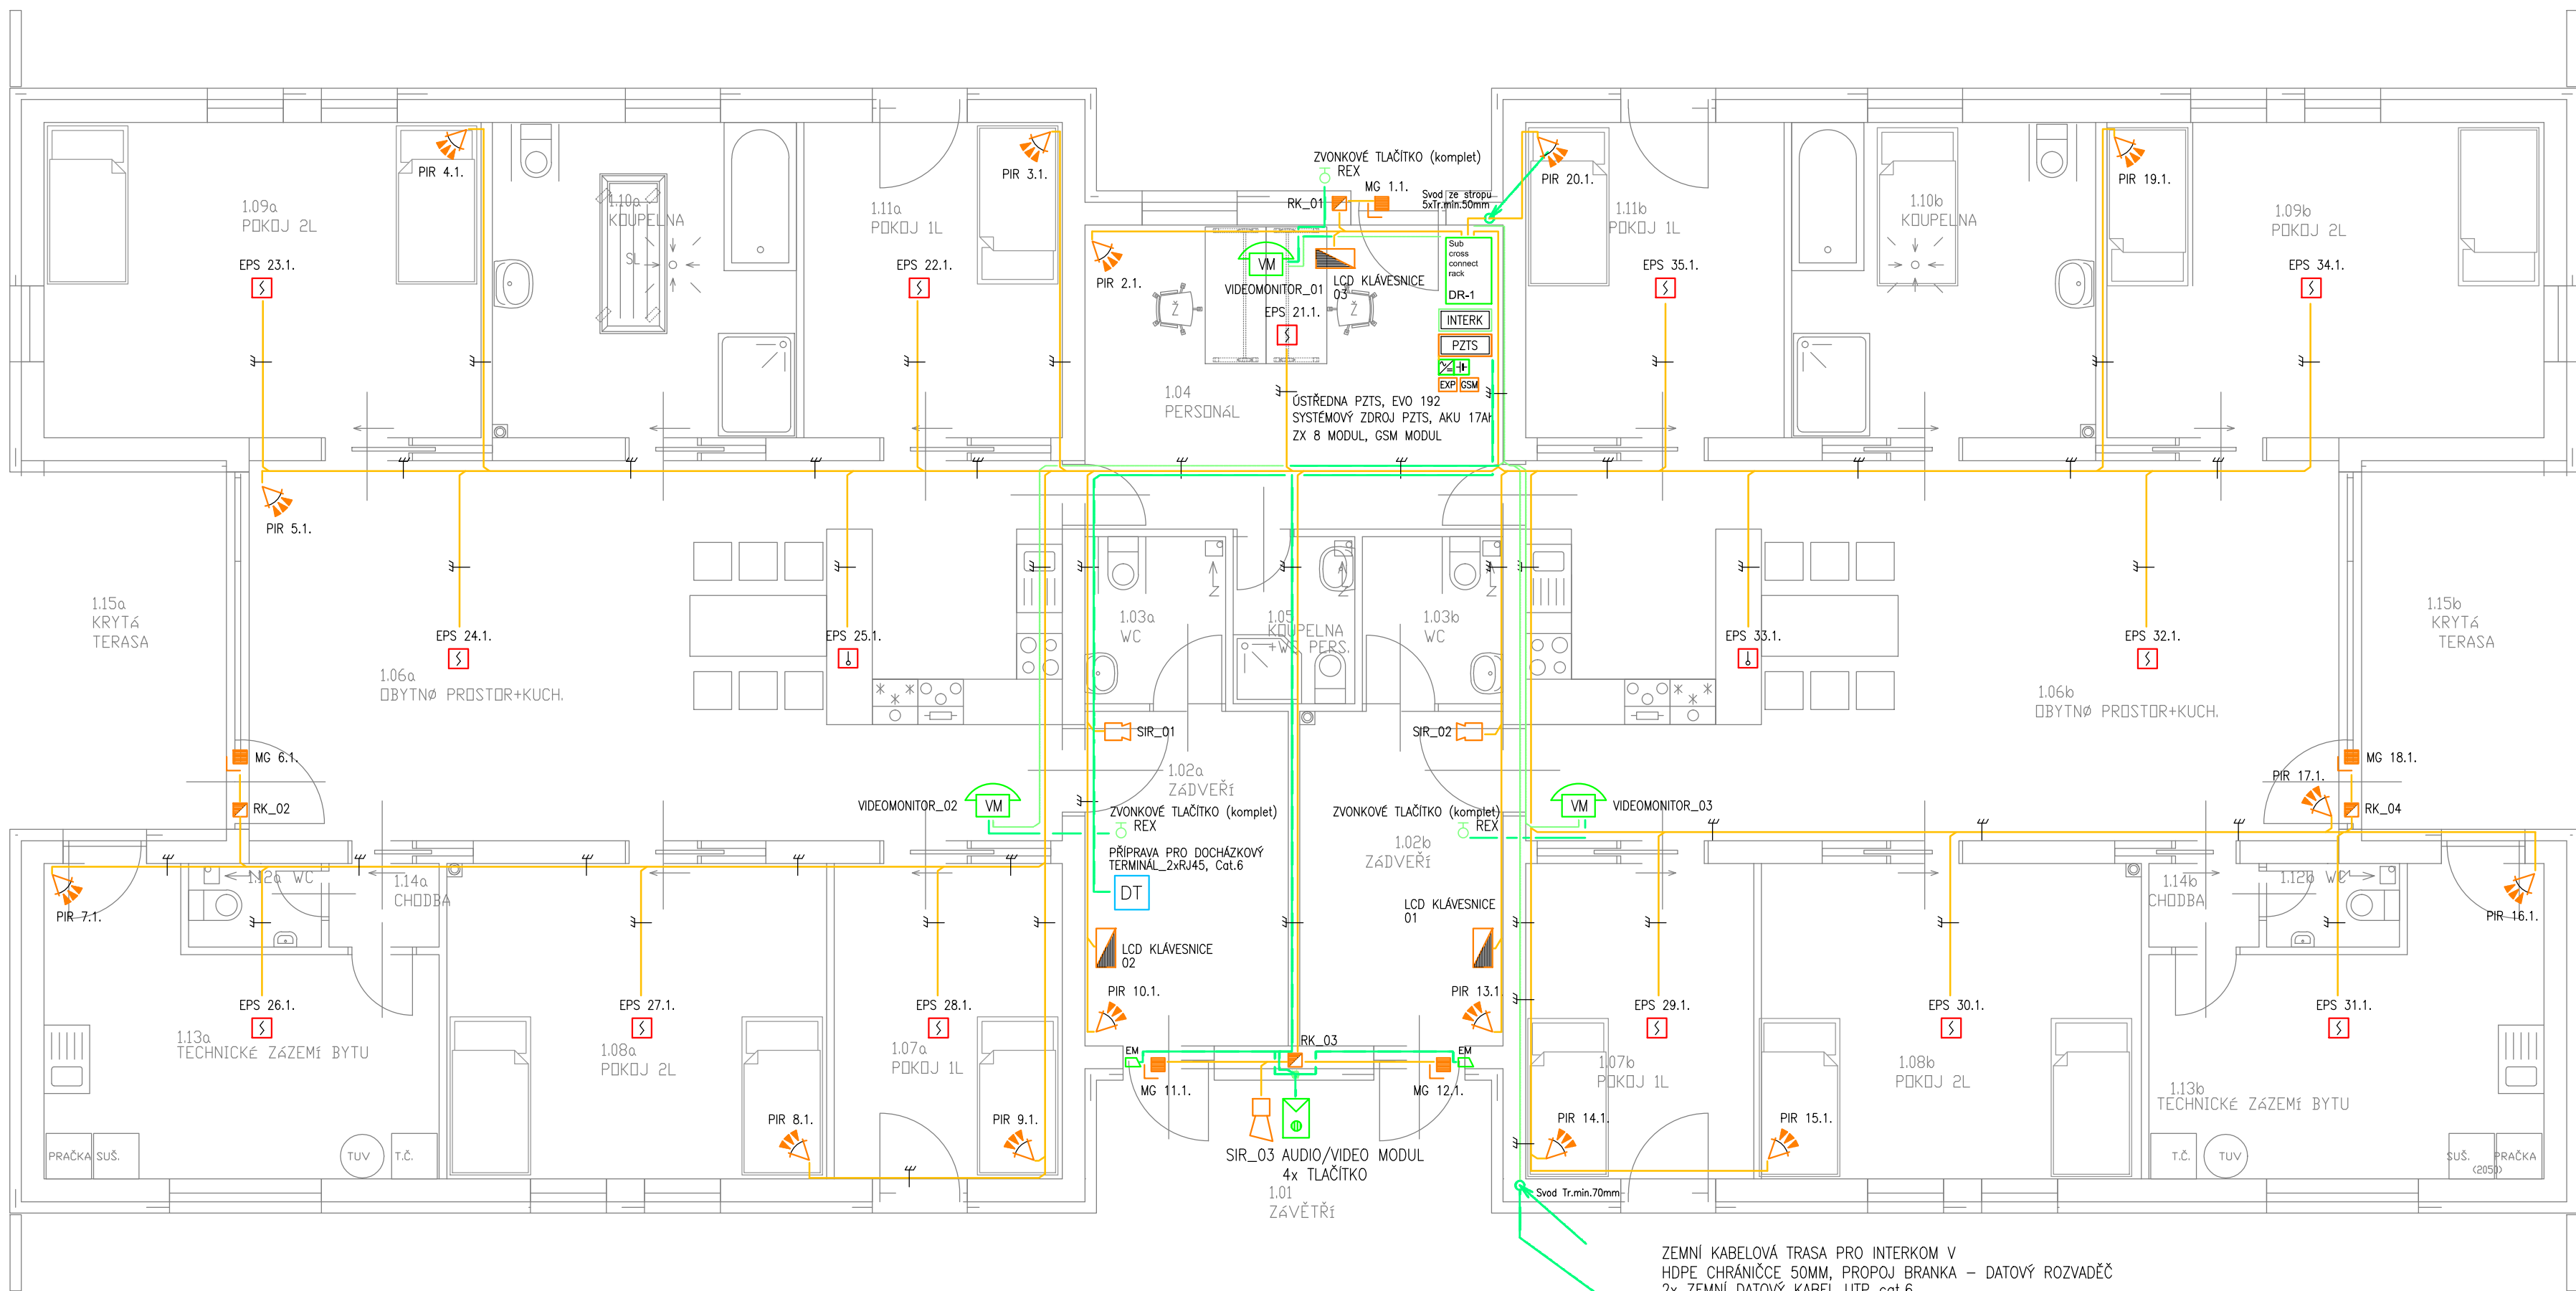 ZVONKOVÉ TLAČÍTKO (komplet)
REX
MG 1.1.
RK_01
Svod ze stropu
5xTr.min.50mm
PIR 4.1.
PIR 3.1.
PIR 20.1.
PIR 19.1.
1.09a
POKOJ 2L
1.10a
KOUPELNA
SL
1.11a
POKOJ 1L
1.11b
POKOJ 1L
1.10b
KOUPELNA
1.09b
POKOJ 2L
EPS 23.1.
EPS 22.1.
PIR 2.1.
VM
VIDEOMONITOR_01
LCD KLÁVESNICE
03
Sub
cross
connect
rack
DR-1
EPS 35.1.
EPS 34.1.
Ž
Ž
EPS 21.1.
INTERK
PZTS
EXP
GSM
1.04
PERSONáL
ÚSTŘEDNA PZTS, EVO 192
SYSTÉMOVÝ ZDROJ PZTS, AKU 17Ah
ZX 8 MODUL, GSM MODUL
PIR 5.1.
1.15a
KRYTá
TERASA
EPS 24.1.
EPS 25.1.
1.03a
WC
1.05
KOUPELNA
+WC PERS.
1.03b
WC
EPS 33.1.
EPS 32.1.
1.15b
KRYTá
TERASA
1.06a
OBYTNØ PROSTOR+KUCH.
1.06b
OBYTNØ PROSTOR+KUCH.
SIR_01
SIR_02
MG 6.1.
RK_02
1.02a
ZáDVEŘí
VM
VIDEOMONITOR_02
ZVONKOVÉ TLAČÍTKO (komplet)
REX
ZVONKOVÉ TLAČÍTKO (komplet)
REX
VM
VIDEOMONITOR_03
MG 18.1.
PIR 17.1.
RK_04
1.02b
ZáDVEŘí
PŘÍPRAVA PRO DOCHÁZKOVÝ
TERMINÁL_2xRJ45, Cat.6
DT
1.12a WC
1.14a
CHODBA
PIR 7.1.
LCD KLÁVESNICE
01
LCD KLÁVESNICE
02
1.14b
CHODBA
1.12b WC
PIR 16.1.
EPS 26.1.
EPS 27.1.
EPS 28.1.
PIR 10.1.
PIR 13.1.
EPS 29.1.
EPS 30.1.
EPS 31.1.
1.13a
TECHNICKé ZáZEMí BYTU
1.08a
POKOJ 2L
1.07a
POKOJ 1L
EM
RK_03
EM
MG 11.1.
MG 12.1.
1.07b
POKOJ 1L
1.08b
POKOJ 2L
1.13b
TECHNICKé ZáZEMí BYTU
PIR 8.1.
PIR 9.1.
PIR 14.1.
PIR 15.1.
PRAČKA
SUŠ.
TUV
T.Č.
SIR_03 AUDIO/VIDEO MODUL
4x TLAČÍTKO
T.Č.
TUV
SUŠ.
PRAČKA
(2050)
1.01
ZáVĚTŘí
Svod Tr.min.70mm
ZEMNÍ KABELOVÁ TRASA PRO INTERKOM V
HDPE CHRÁNIČCE 50MM, PROPOJ BRANKA – DATOVÝ ROZVADĚČ
2x ZEMNÍ DATOVÝ KABEL UTP cat.6